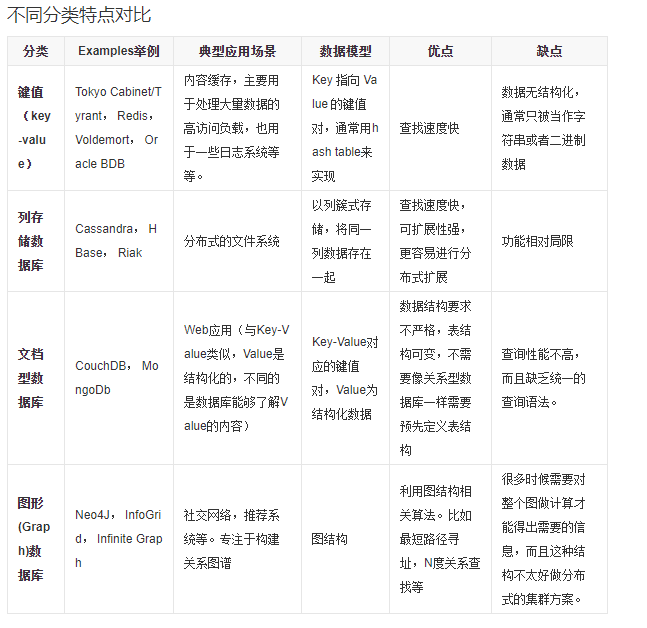 不同分类特点对比
分类
Examples举例
典型应用场景
数据模型
优点
缺点
键值
（key
-valu
e）
Tokyo Cabinet/T
yrant， Redis，
Voldemort， Or
acle BDB
内容缓存，主要用
于处理大量数据的
高访问负载，也用
于一些日志系统等
等。
Key 指向 Va
lue 的键值
对，通常用h
ash table来
实现
查找速度快
数据无结构化，
通常只被当作字
符串或者二进制
数据
列存
储数
据库
Cassandra， H
Base， Riak
分布式的文件系统
以列簇式存
储，将同一
列数据存在
一起
查找速度快，
可扩展性强，
更容易进行分
布式扩展
功能相对局限
文档
型数
据库
CouchDB， Mo
ngoDb
Web应用（与Key-V
alue类似，Value是
结构化的，不同的
是数据库能够了解V
alue的内容）
Key-Value对
应的键值
对，Value为
结构化数据
数据结构要求
不严格，表结
构可变，不需
要像关系型数
据库一样需要
预先定义表结
构
查询性能不高，
而且缺乏统一的
查询语法。
图形
(Grap
h)数
据库
Neo4J， InfoGri
d， Infinite Grap
h
社交网络，推荐系
统等。专注于构建
关系图谱
图结构
利用图结构相
关算法。比如
最短路径寻
址，N度关系查
找等
很多时候需要对
整个图做计算才
能得出需要的信
息，而且这种结
构不太好做分布
式的集群方案。